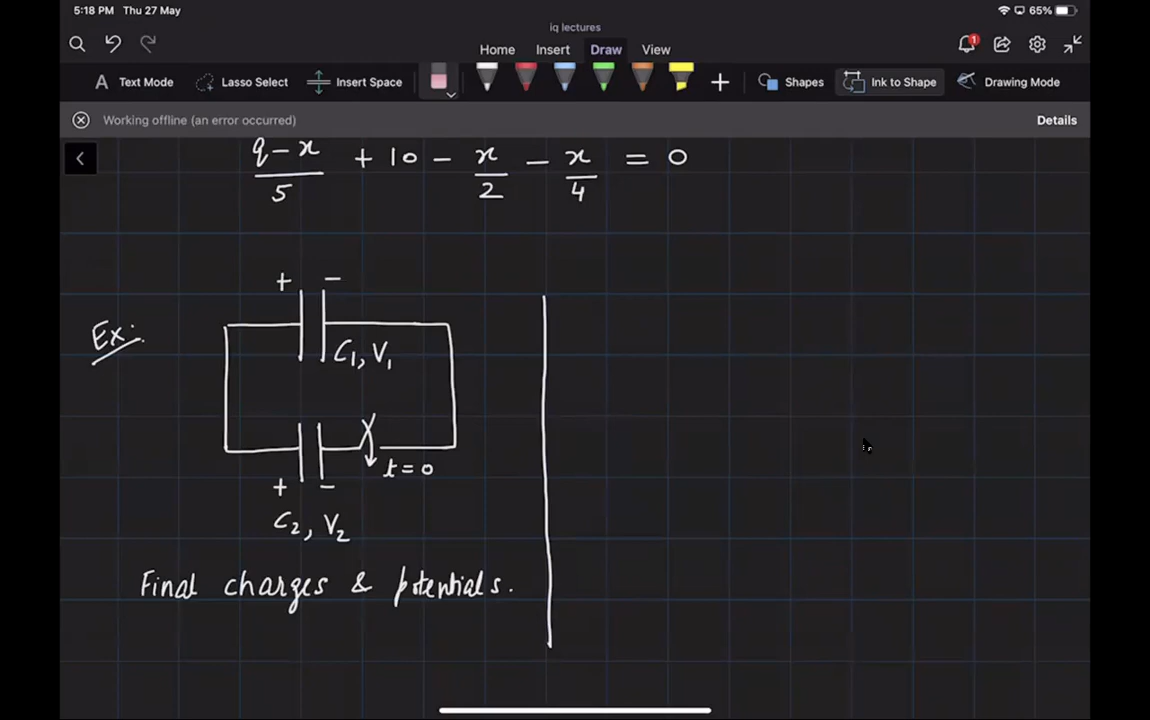 5:18 PM Thu 27 May
65%
iq lectures
Home Insert Draw View
1
A Text Mode Lasso Select Insert Space Shapes Ink to Shape Drawing Mode
Working offline (an error occurred) Details
q-x/5 + 10 - x/2 - x/4 = 0
+ -
Ex:
C₁, V₁
t = 0
+ -
C₂, V₂
Final charges & potentials.